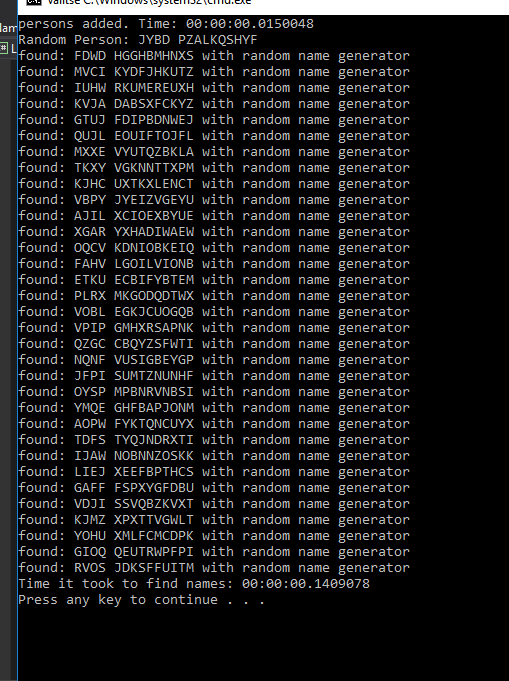 Valitse C:\Windows\system32\cmd.exe
persons added. Time: 00:00:00.0150048
Random Person: JYBD PZALKQSHYF
found: FDWD HGGHBMHNXS with random name generator
found: MVCI KYDFJHKUTZ with random name generator
found: IUHW RKUMEREUXH with random name generator
found: KVJA DABSXFCKYZ with random name generator
found: GTUJ FDIPBDNWEJ with random name generator
found: QUJL EOUIFTOJFL with random name generator
found: MXXE VYUTQZBKLA with random name generator
found: TKXY VGKNNTTXPM with random name generator
found: KJHC UXTKXLENCT with random name generator
found: VBPY JYEIZVGEYU with random name generator
found: AJIL XCIOEXBYUE with random name generator
found: XGAR YXHADIWAEW with random name generator
found: OQCV KDNIOBKEIQ with random name generator
found: FAHV LGOILVIONB with random name generator
found: ETKU ECBIFYBTEM with random name generator
found: PLRX MKGODQDTWX with random name generator
found: VOBL EGKJCUOGQB with random name generator
found: VPIP GMHXRSAPNK with random name generator
found: QZGC CBQYZSFWTI with random name generator
found: NQNF VUSIGBEYGP with random name generator
found: JFPI SUMTZNUNHF with random name generator
found: OYSP MPBNRVNBSI with random name generator
found: YMQE GHFBAPJONM with random name generator
found: AOPW FYKTQNCUYX with random name generator
found: TDFS TYQJNDRXTI with random name generator
found: IJAW NOBNNZOSKK with random name generator
found: LIEJ XEEFBPTHCS with random name generator
found: GAFF FSPXYGFDBU with random name generator
found: VDJI SSVQBZKVXT with random name generator
found: KJMZ XPXTTVGWLT with random name generator
found: YOHU XMLFCMCDPK with random name generator
found: GIOQ QEUTRWPFPI with random name generator
found: RVOS JDKSFFUITM with random name generator
Time it took to find names: 00:00:00.1409078
Press any key to continue . . .